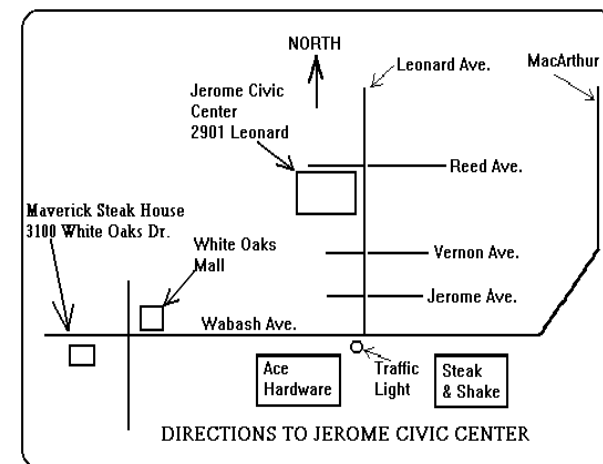 NORTH
Leonard Ave.
MacArthur
Jerome Civic
Center
2901 Leonard
Reed Ave.
Maverick Steak House
3100 White Oaks Dr.
White Oaks
Mall
Vernon Ave.
Jerome Ave.
Wabash Ave.
Ace
Hardware
Traffic
Light
Steak
& Shake
DIRECTIONS TO JEROME CIVIC CENTER